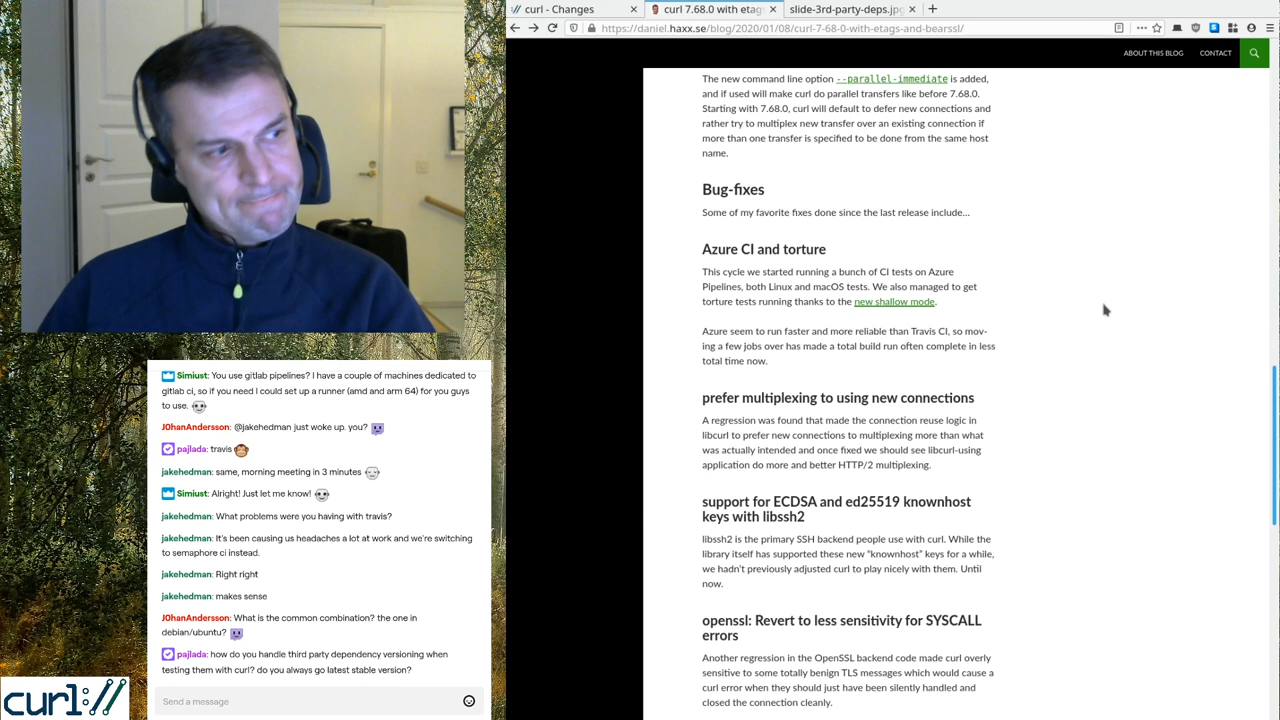 curl - Changes
curl 7.68.0 with etags
slide-3rd-party-deps.jpg
https://daniel.haxx.se/blog/2020/01/08/curl-7-68-0-with-etags-and-bearssl/
ABOUT THIS BLOG CONTACT
The new command line option --parallel-immediate is added,
and if used will make curl do parallel transfers like before 7.68.0.
Starting with 7.68.0, curl will default to defer new connections and
rather try to multiplex new transfer over an existing connection if
more than one transfer is specified to be done from the same host
name.
Bug-fixes
Some of my favorite fixes done since the last release include…
Azure CI and torture
This cycle we started running a bunch of CI tests on Azure
Pipelines, both Linux and macOS tests. We also managed to get
torture tests running thanks to the new shallow mode.
Azure seem to run faster and more reliable than Travis CI, so mov-
ing a few jobs over has made a total build run often complete in less
total time now.
prefer multiplexing to using new connections
A regression was found that made the connection reuse logic in
libcurl to prefer new connections to multiplexing more than what
was actually intended and once fixed we should see libcurl-using
application do more and better HTTP/2 multiplexing.
support for ECDSA and ed25519 knownhost
keys with libssh2
libssh2 is the primary SSH backend people use with curl. While the
library itself has supported these new “knownhost” keys for a while,
we hadn't previously adjusted curl to play nicely with them. Until
now.
openssl: Revert to less sensitivity for SYSCALL
errors
Another regression in the OpenSSL backend code made curl overly
sensitive to some totally benign TLS messages which would cause a
curl error when they should just have been silently handled and
closed the connection cleanly.
Simiust: You use gitlab pipelines? I have a couple of machines dedicated to
gitlab ci, so if you need I could set up a runner (amd and arm 64) for you guys
to use.
J0hanAndersson: @jakehedman just woke up. you?
pajlada: travis
jakehedman: same, morning meeting in 3 minutes
Simiust: Alright! Just let me know!
jakehedman: What problems were you having with travis?
jakehedman: It's been causing us headaches a lot at work and we're switching
to semaphore ci instead.
jakehedman: Right right
jakehedman: makes sense
J0hanAndersson: What is the common combination? the one in
debian/ubuntu?
pajlada: how do you handle third party dependency versioning when
testing them with curl? do you always go latest stable version?
Send a message
curl://